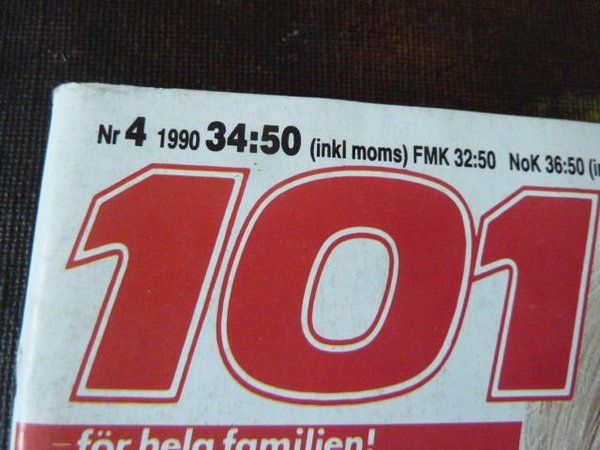 Nr 4 1990 34:50 (inkl moms) FMK 32:50 NoK 36:50
101
– för hela familjen!